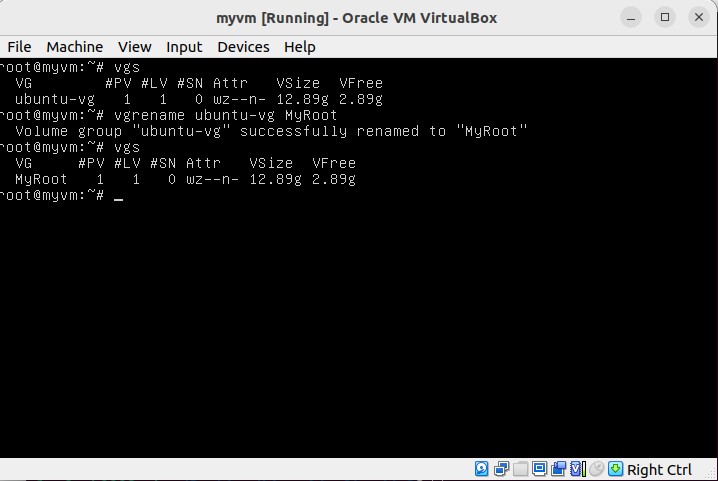 myvm [Running] - Oracle VM VirtualBox
File Machine View Input Devices Help
root@myvm:~# vgs
  VG        #PV #LV #SN Attr   VSize  VFree
  ubuntu-vg   1   1   0 wz--n- 12.89g 2.89g
root@myvm:~# vgrename ubuntu-vg MyRoot
  Volume group "ubuntu-vg" successfully renamed to "MyRoot"
root@myvm:~# vgs
  VG     #PV #LV #SN Attr   VSize  VFree
  MyRoot   1   1   0 wz--n- 12.89g 2.89g
root@myvm:~# _
Right Ctrl